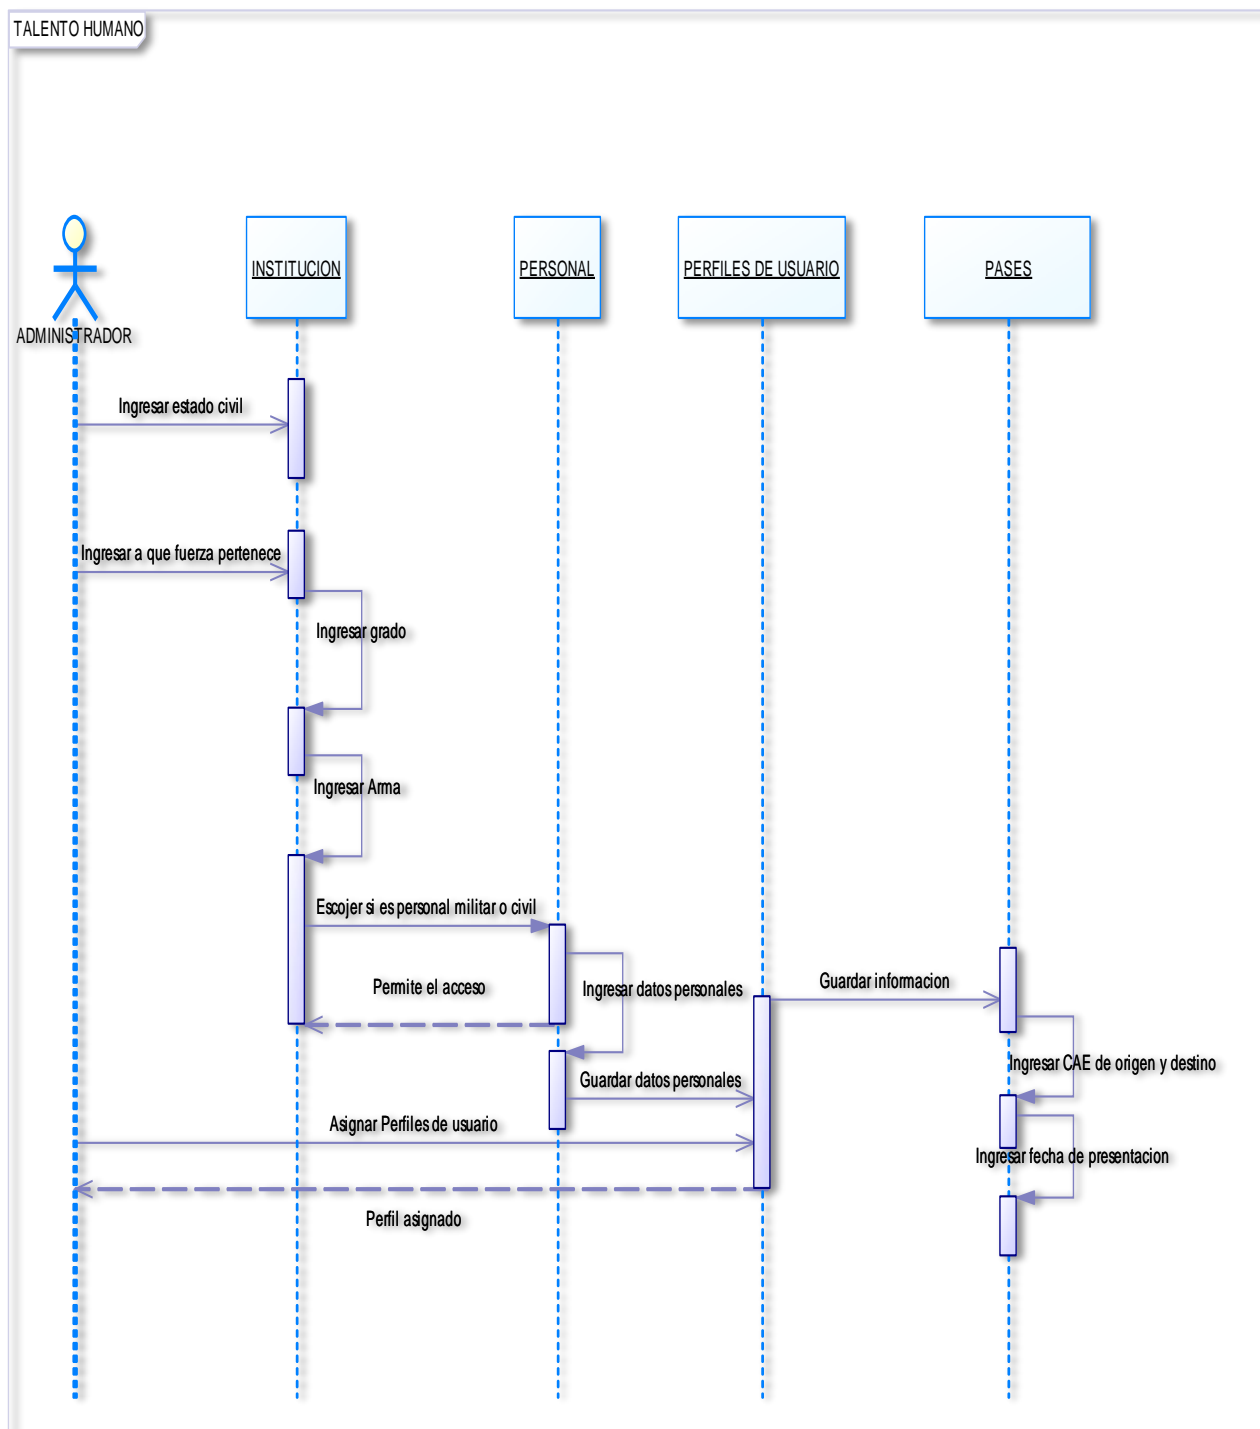 TALENTO HUMANO
INSTITUCION
PERSONAL
PERFILES DE USUARIO
PASES
ADMINISTRADOR
Ingresar estado civil
Ingresar a que fuerza pertenece
Ingresar grado
Ingresar Arma
Escojer si es personal militar o civil
Guardar informacion
Permite el acceso
Ingresar datos personales
Ingresar CAE de origen y destino
Guardar datos personales
Asignar Perfiles de usuario
Ingresar fecha de presentacion
Perfil asignado